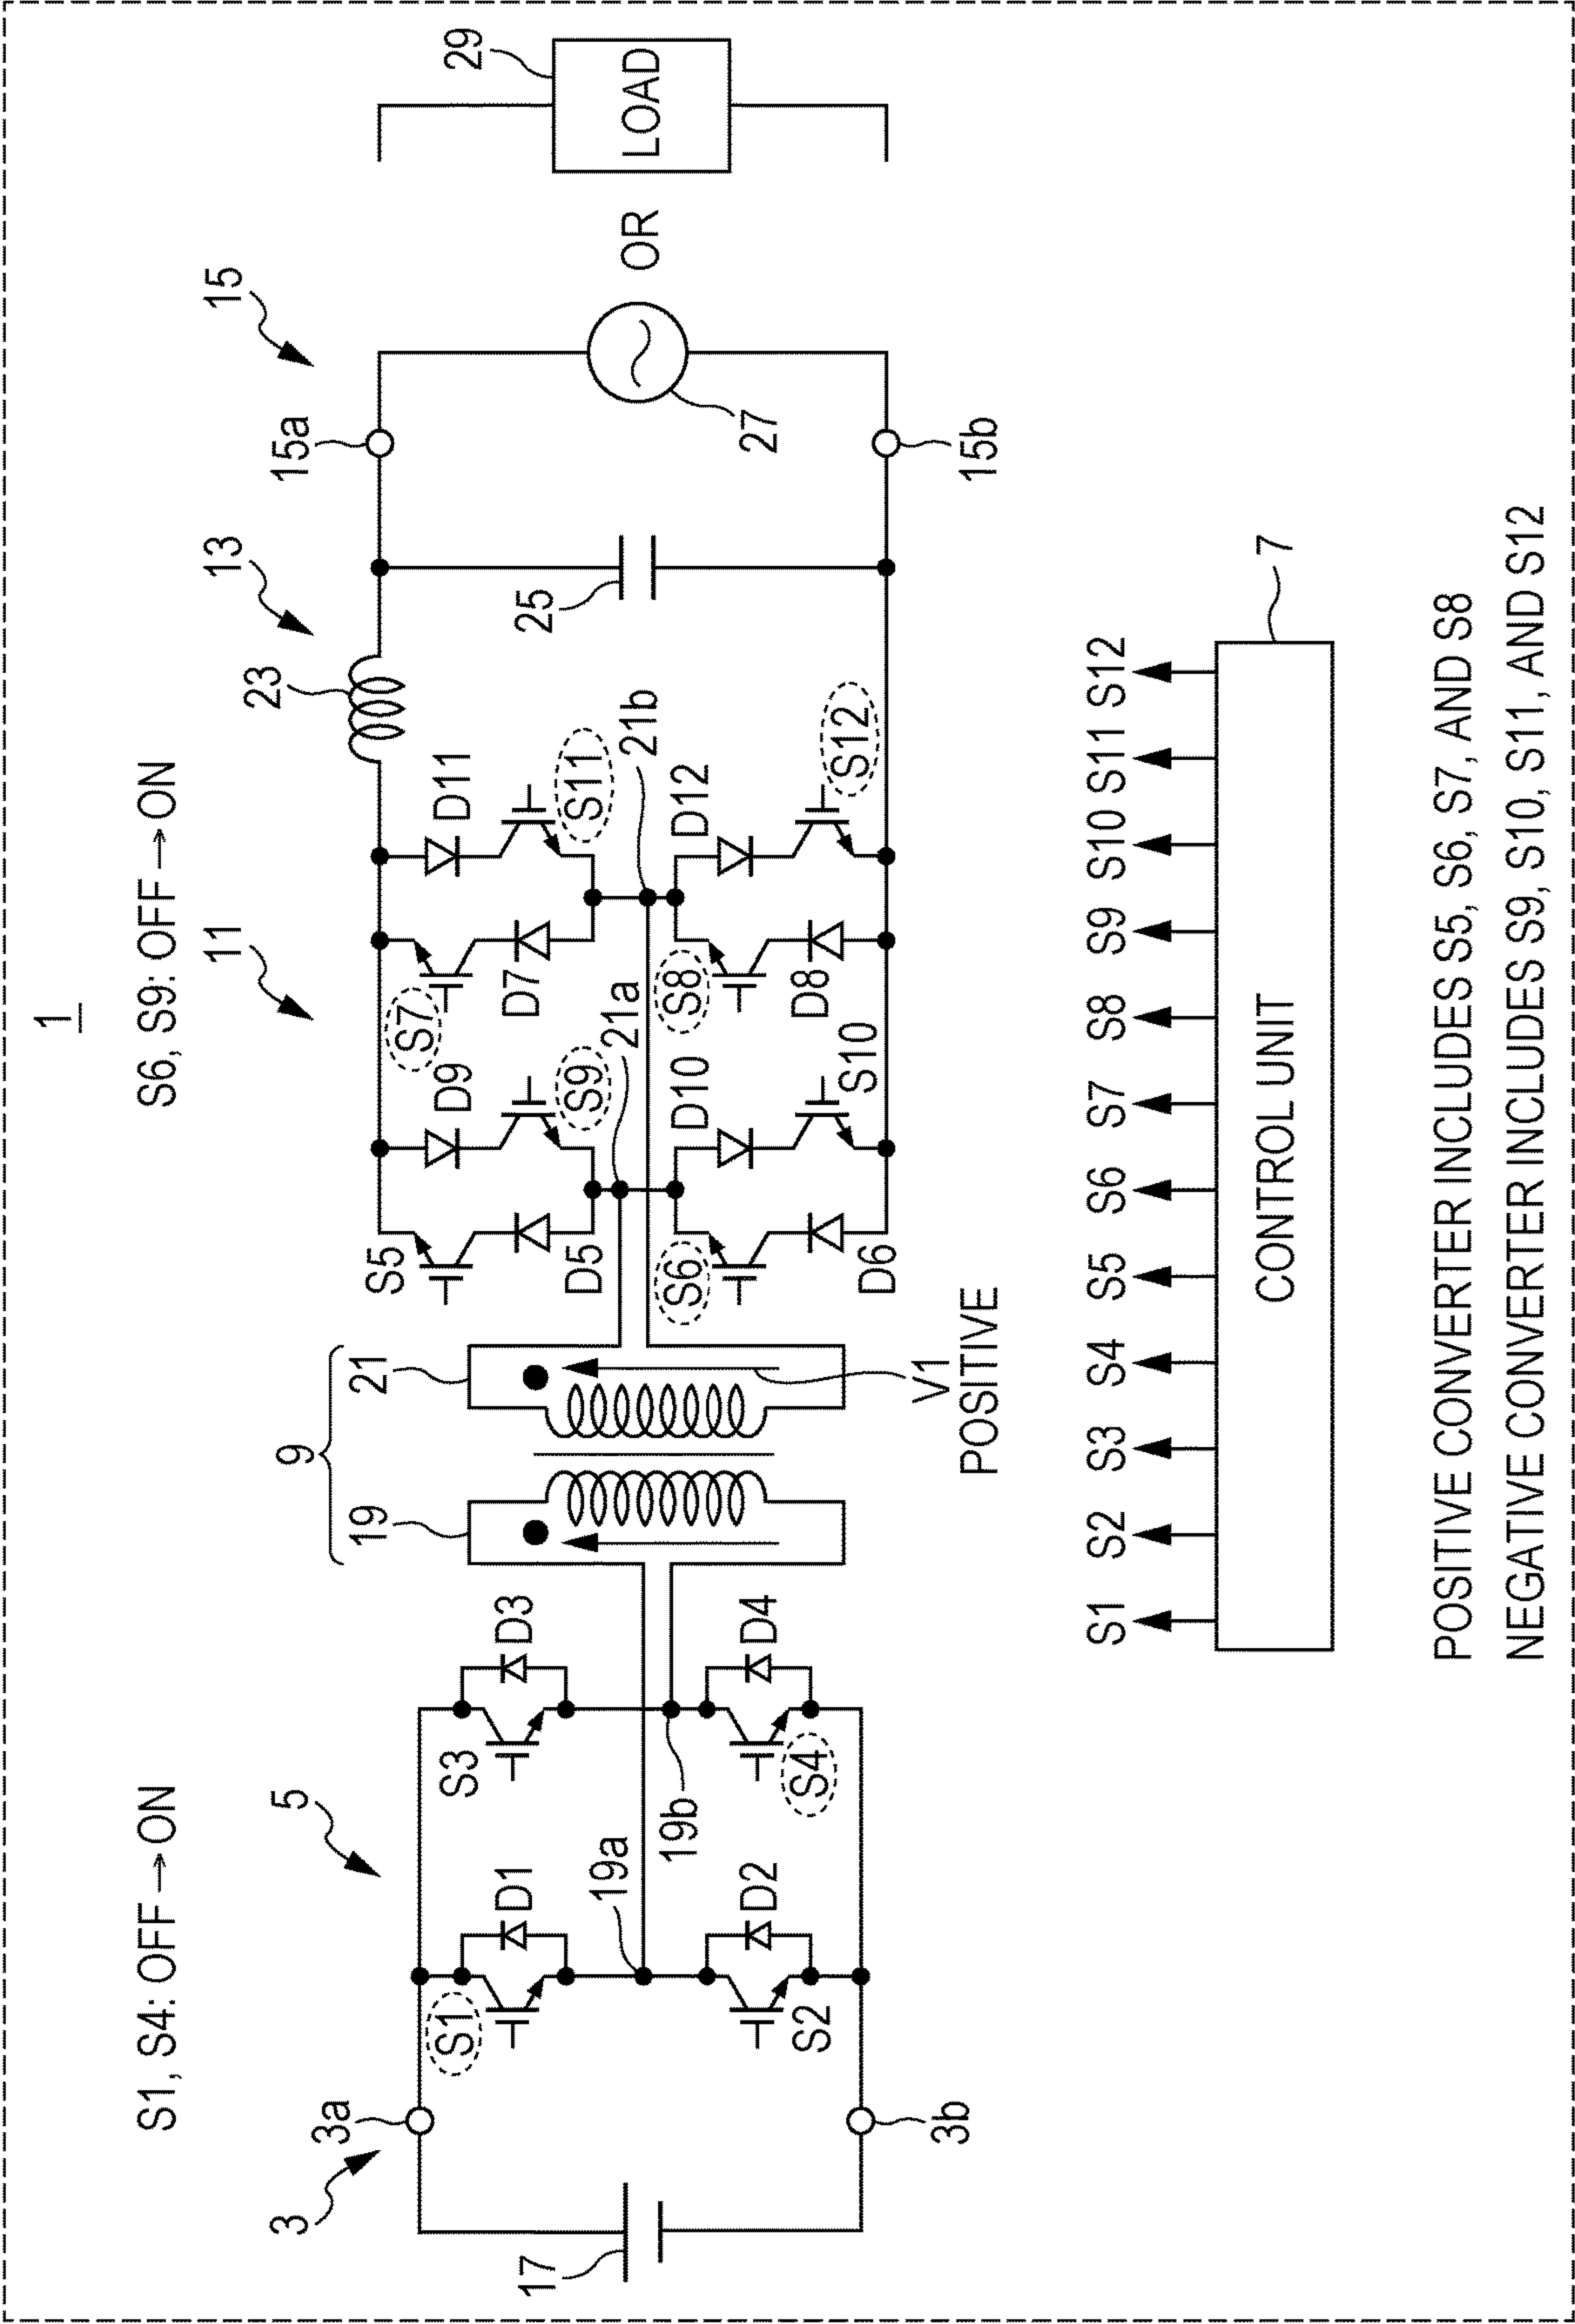 1
S1, S4: OFF → ON
S6, S9: OFF → ON
3
3a
3b
17
5
S1
D1
S2
D2
19a
S3
D3
S4
D4
19b
9
19
21
V1
POSITIVE
11
S5
D5
S6
D6
D9
S9
D10
S10
21a
S7
D7
S8
D8
D11
S11
D12
S12
21b
13
23
25
15
15a
15b
27
OR
29
LOAD
S1
S2
S3
S4
S5
S6
S7
S8
S9
S10
S11
S12
CONTROL UNIT
7
POSITIVE CONVERTER INCLUDES S5, S6, S7, AND S8
NEGATIVE CONVERTER INCLUDES S9, S10, S11, AND S12